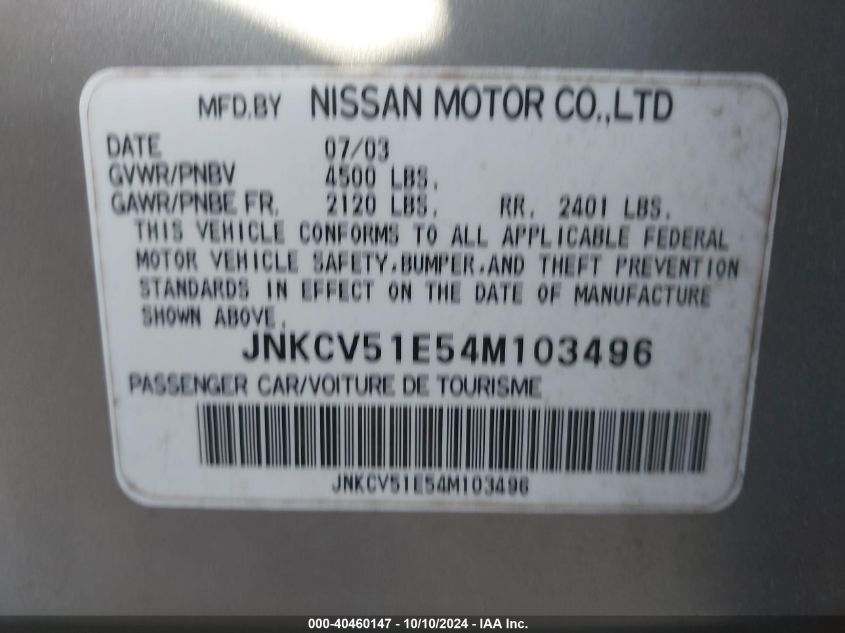 MFD.BY NISSAN MOTOR CO.,LTD
DATE 07/03
GVWR/PNBV 4500 LBS.
GAWR/PNBE FR. 2120 LBS. RR. 2401 LBS.
THIS VEHICLE CONFORMS TO ALL APPLICABLE FEDERAL
MOTOR VEHICLE SAFETY,BUMPER,AND THEFT PREVENTION
STANDARDS IN EFFECT ON THE DATE OF MANUFACTURE
SHOWN ABOVE.
JNKCV51E54M103496
PASSENGER CAR/VOITURE DE TOURISME
JNKCV51E54M103496
000-40460147 - 10/10/2024 - IAA Inc.